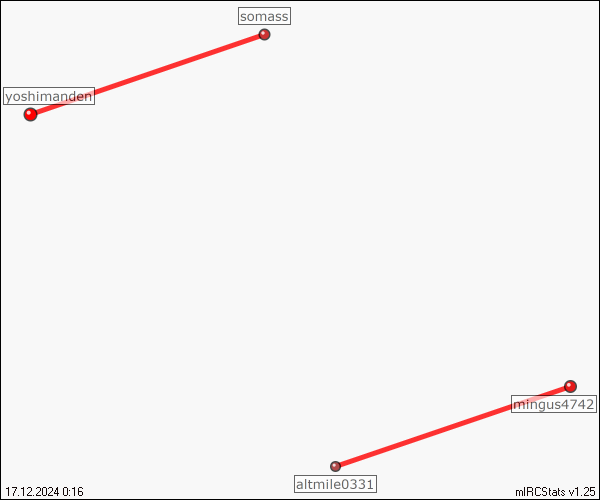 somass
yoshimanden
mingus4742
altmile0331
17.12.2024 0:16
mIRCStats v1.25